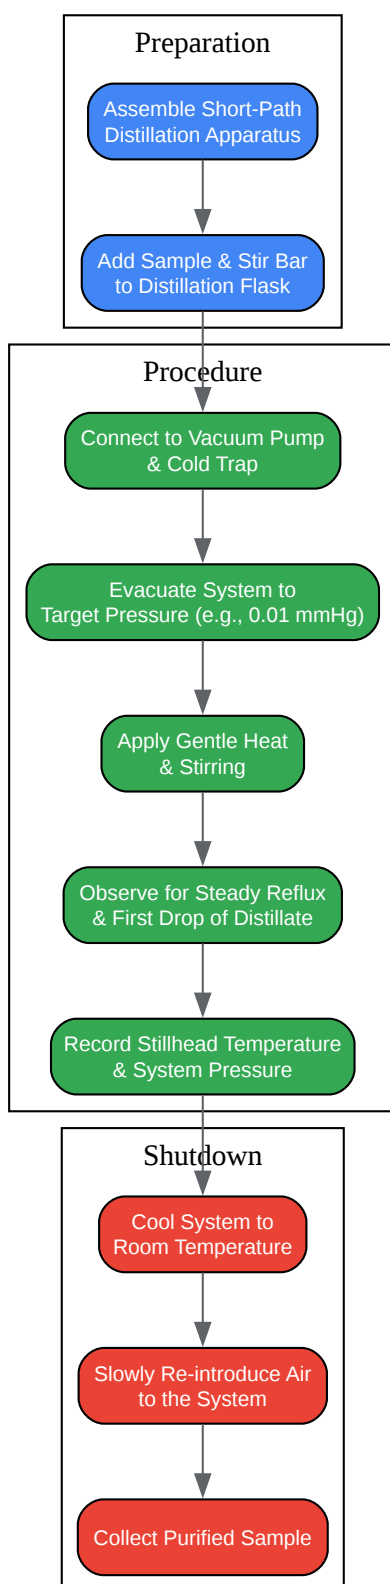 Preparation
Assemble Short-Path
Distillation Apparatus
Add Sample & Stir Bar
to Distillation Flask
Procedure
Connect to Vacuum Pump
& Cold Trap
Evacuate System to
Target Pressure (e.g., 0.01 mmHg)
Apply Gentle Heat
& Stirring
Observe for Steady Reflux
& First Drop of Distillate
Record Stillhead Temperature
& System Pressure
Shutdown
Cool System to
Room Temperature
Slowly Re-introduce Air
to the System
Collect Purified Sample